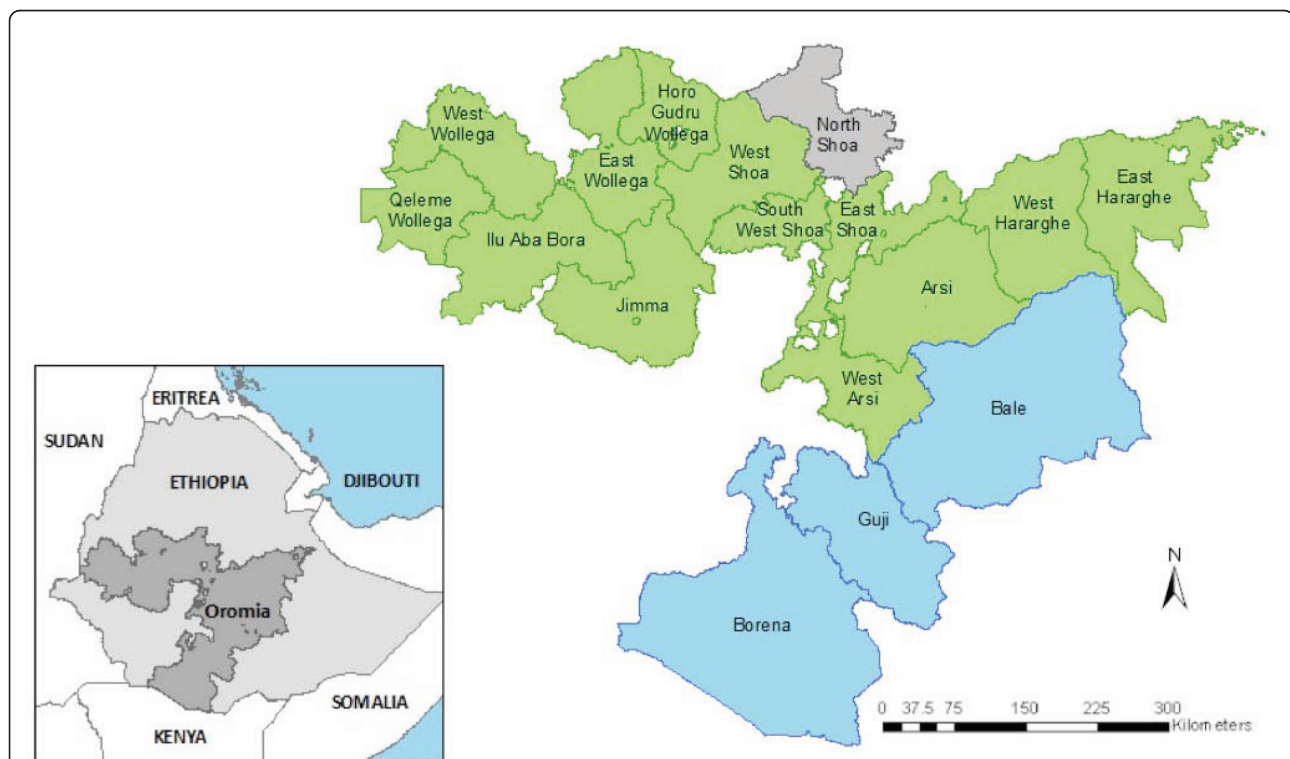 Horo
Gudru
Wollega
West
Wollega
North
Shoa
West
Shoa
East
Wollega
East
Hararghe
West
Hararghe
Qeleme
Wollega
South
West Shoa
East
Shoa
Ilu Aba Bora
Arsi
Jimma
West
Arsi
Bale
Guji
Borena
N
0 37.5 75 150 225 300
Kilometers
ERITREA
SUDAN
ETHIOPIA
DJIBOUTI
Oromia
SOMALIA
KENYA